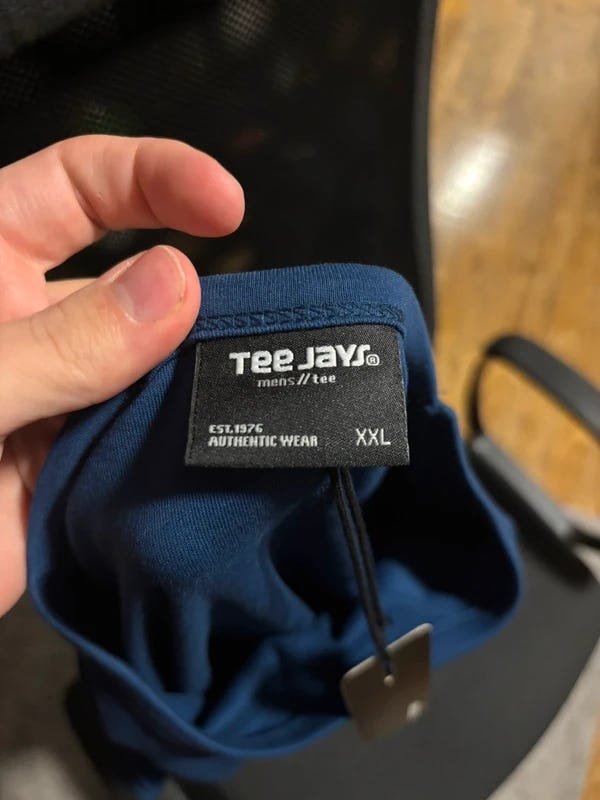 Tee Jays®
mens//tee
EST.1976
AUTHENTIC WEAR XXL